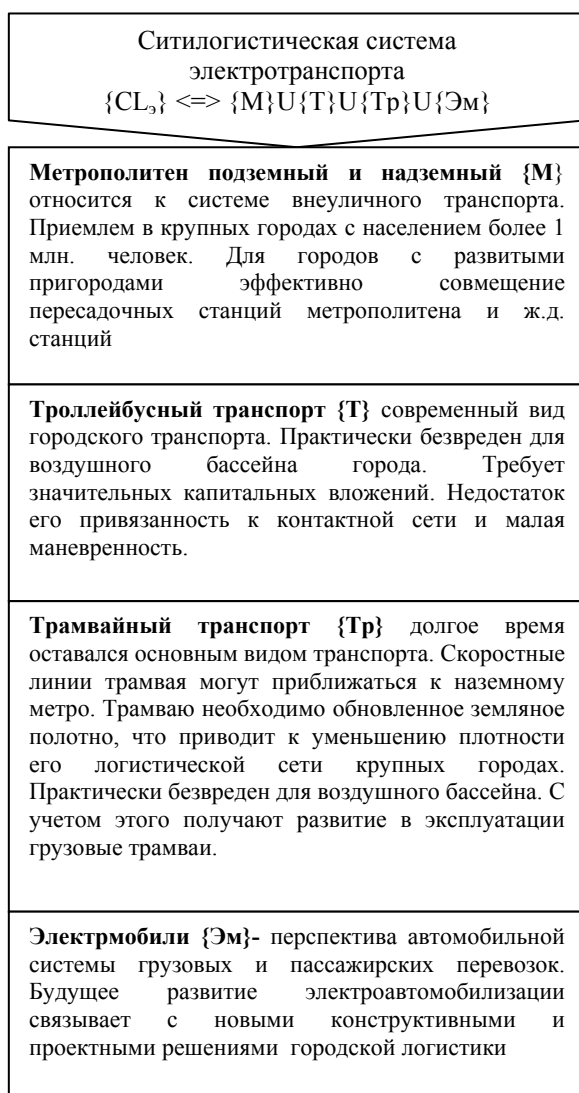 Ситилогистическая система
электротранспорта
{CLэ} <=> {М}U{Т}U{Тр}U{Эм}
Метрополитен подземный и надземный {М}
относится к системе внеуличного транспорта.
Приемлем в крупных городах с населением более 1
млн. человек. Для городов с развитыми
пригородами эффективно совмещение
пересадочных станций метрополитена и ж.д.
станций
Троллейбусный транспорт {Т} современный вид
городского транспорта. Практически безвреден для
воздушного бассейна города. Требует
значительных капитальных вложений. Недостаток
его привязанность к контактной сети и малая
маневренность.
Трамвайный транспорт {Тр} долгое время
оставался основным видом транспорта. Скоростные
линии трамвая могут приближаться к наземному
метро. Трамваю необходимо обновленное земляное
полотно, что приводит к уменьшению плотности
его логистической сети крупных городах.
Практически безвреден для воздушного бассейна. С
учетом этого получают развитие в эксплуатации
грузовые трамваи.
Электрмобили {Эм}- перспектива автомобильной
системы грузовых и пассажирских перевозок.
Будущее развитие электроавтомобилизации
связывает с новыми конструктивными и
проектными решениями городской логистики